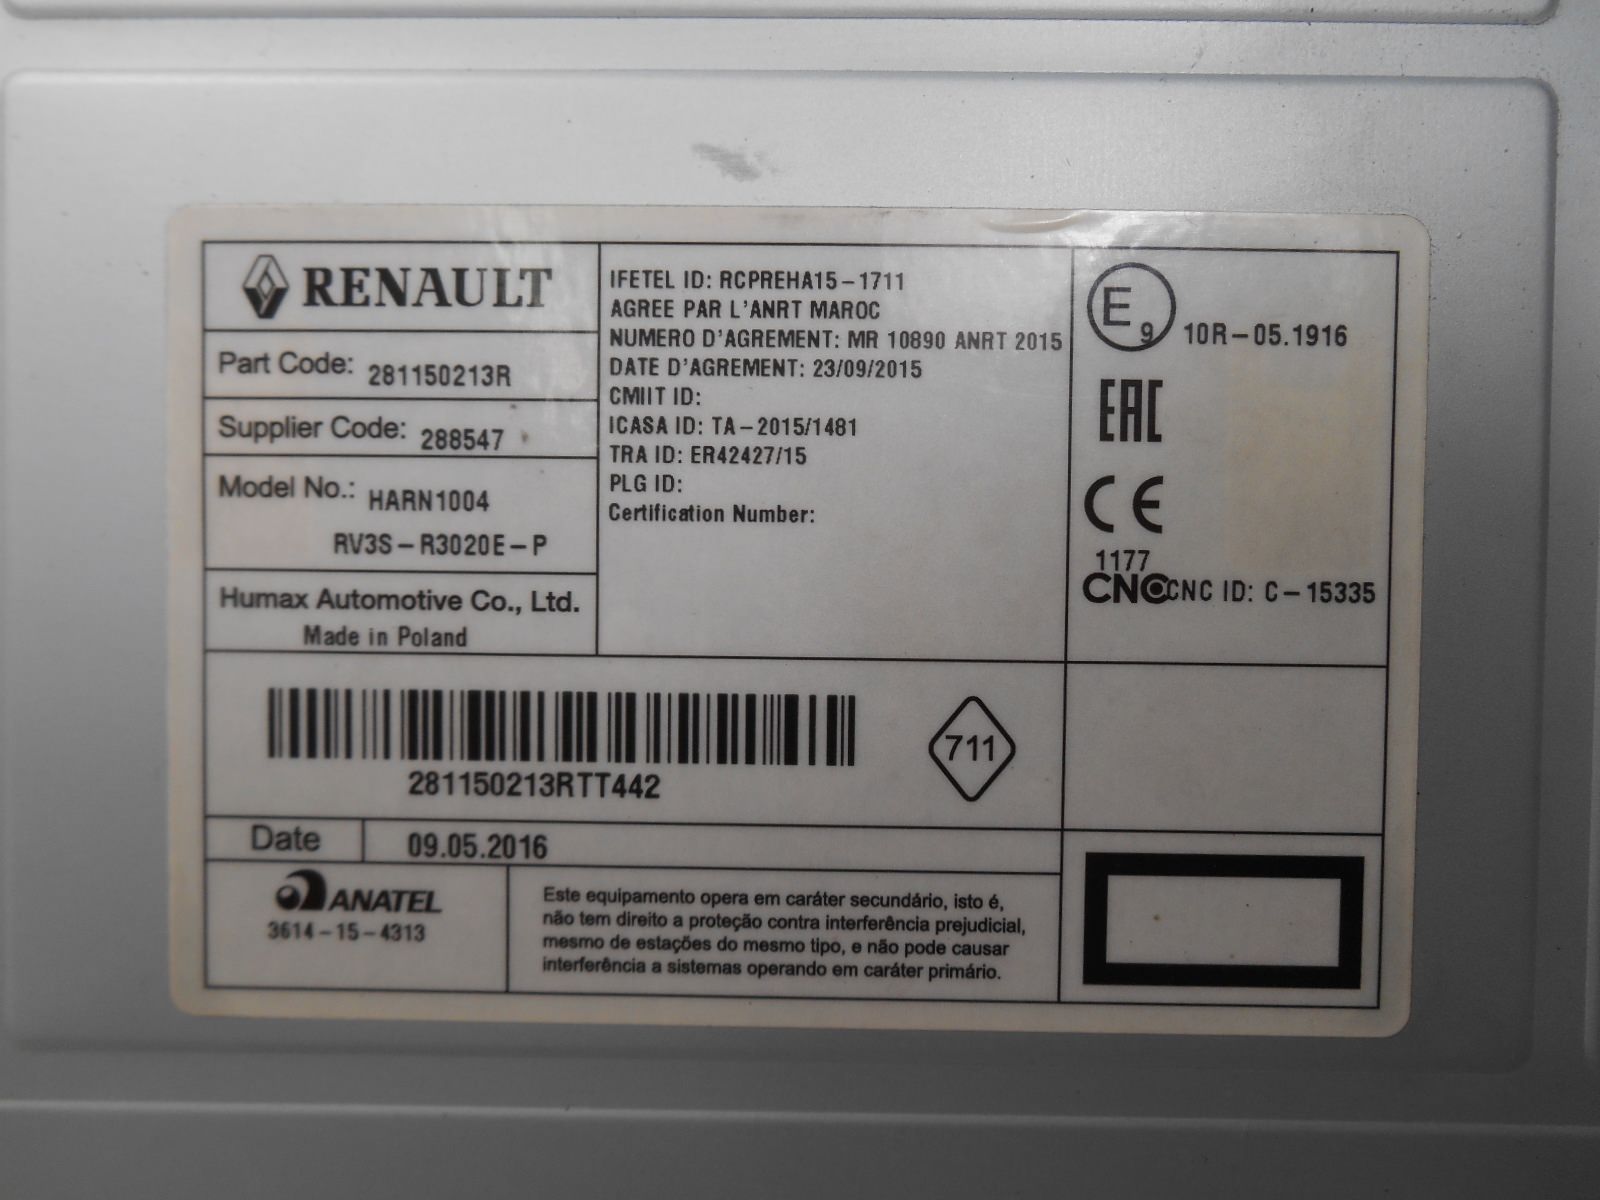 RENAULT
Part Code: 281150213R
Supplier Code: 288547
Model No.: HARN1004
RV3S-R3020E-P
Humax Automotive Co., Ltd.
Made in Poland
IFETEL ID: RCPREHA15-1711
AGREE PAR L'ANRT MAROC
NUMERO D'AGREMENT: MR 10890 ANRT 2015
DATE D'AGREMENT: 23/09/2015
CMIIT ID:
ICASA ID: TA-2015/1481
TRA ID: ER42427/15
PLG ID:
Certification Number:
E9 10R-05.1916
EAC
CE
1177
CNC CNC ID: C-15335
281150213RTT442
711
Date 09.05.2016
ANATEL
3614-15-4313
Este equipamento opera em caráter secundário, isto é,
não tem direito a proteção contra interferência prejudicial,
mesmo de estações do mesmo tipo, e não pode causar
interferência a sistemas operando em caráter primário.